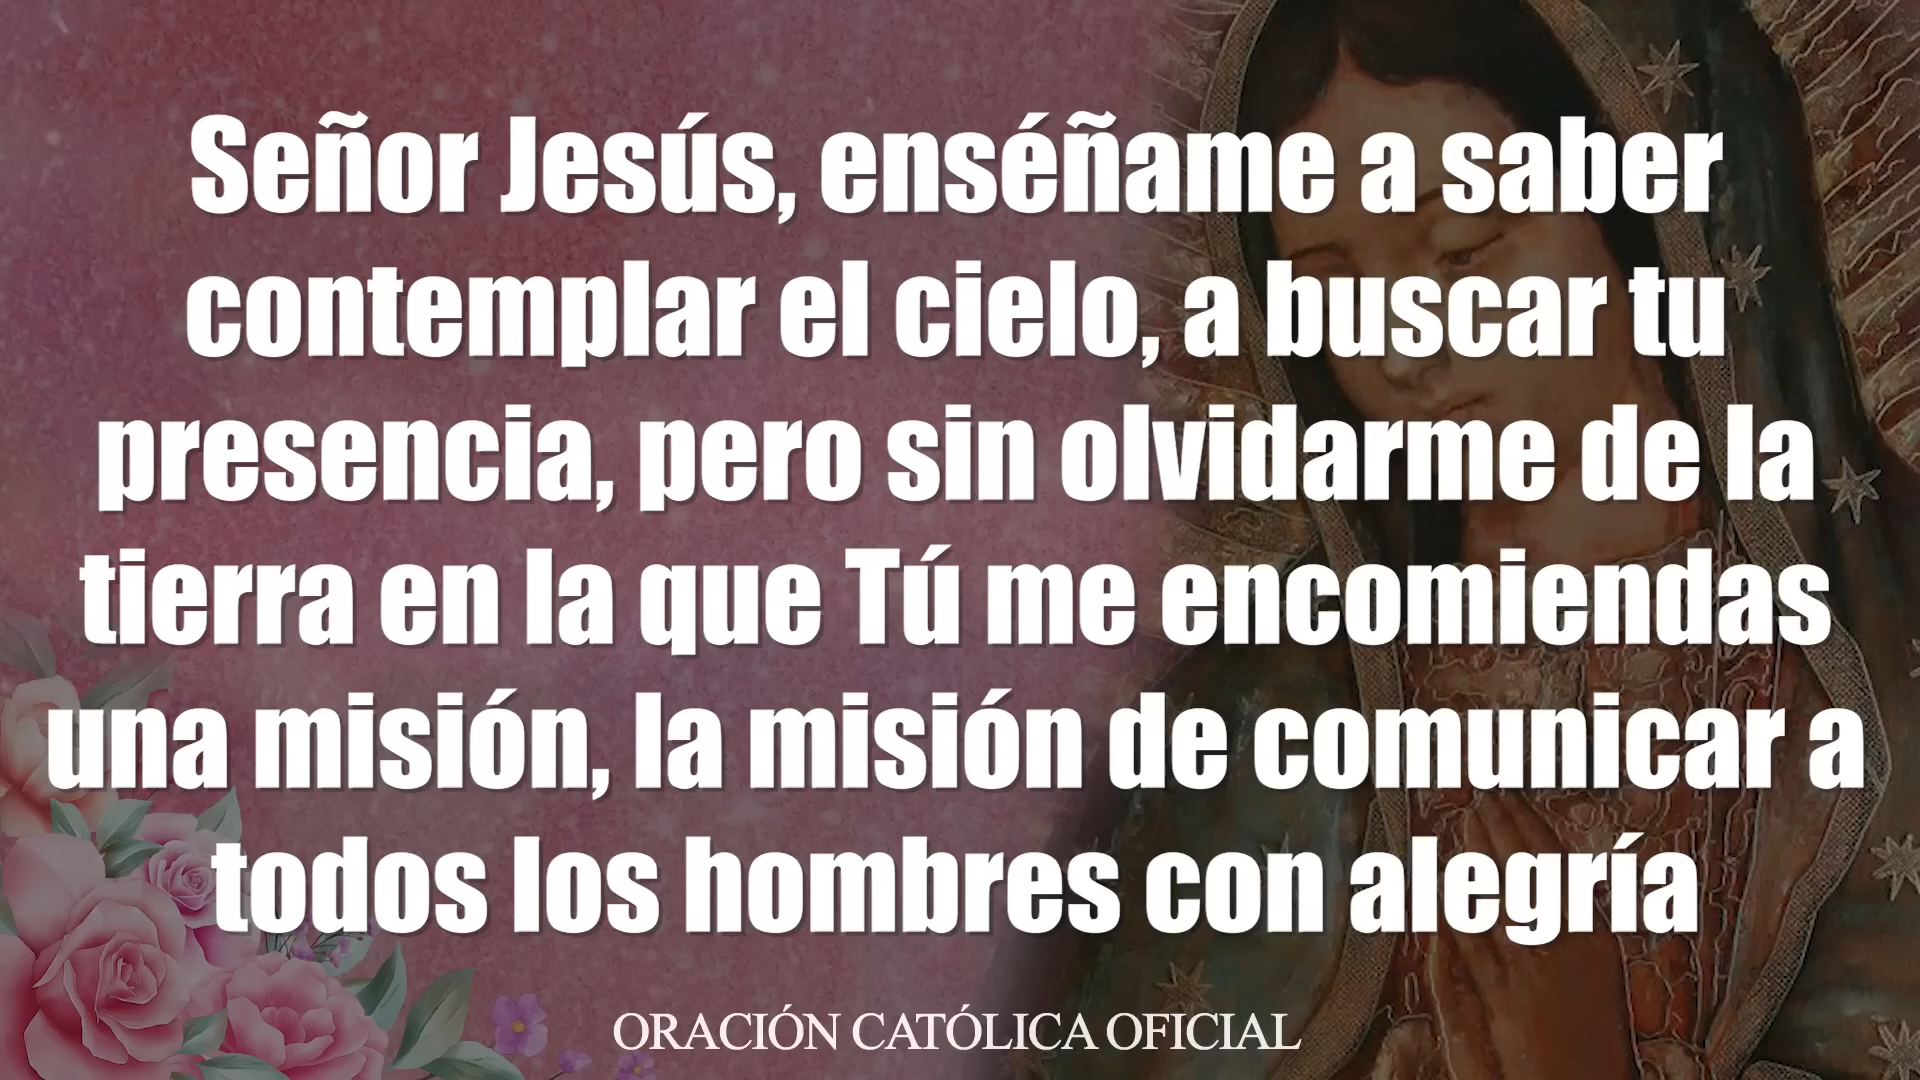 Señor Jesús, enséñame a saber
contemplar el cielo, a buscar tu
presencia, pero sin olvidarme de la
tierra en la que Tú me encomiendas
una misión, la misión de comunicar a
todos los hombres con alegría
ORACIÓN CATÓLICA OFICIAL